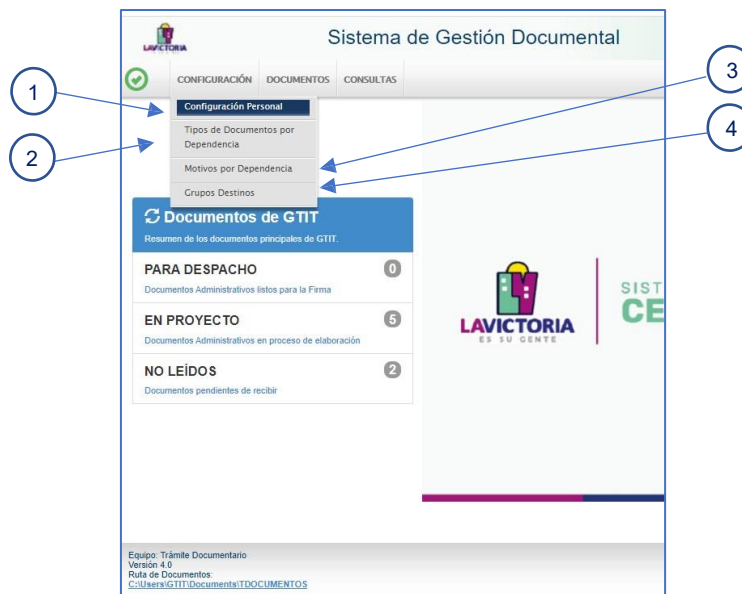 LAVICTORIA
Sistema de Gestión Documental
CONFIGURACIÓN DOCUMENTOS CONSULTAS
1
2
3
4
Configuración Personal
Tipos de Documentos por
Dependencia
Motivos por Dependencia
Grupos Destinos
Documentos de GTIT
Resumen de los documentos principales de GTIT.
PARA DESPACHO 0
Documentos Administrativos listos para la Firma
EN PROYECTO 5
Documentos Administrativos en proceso de elaboración
NO LEÍDOS 2
Documentos pendientes de recibir
LAVICTORIA
ES SU GENTE
SIST
CE
Equipo: Trámite Documentario
Versión 4.0
Ruta de Documentos:
C:\Users\GTIT\Documents\TDOCUMENTOS